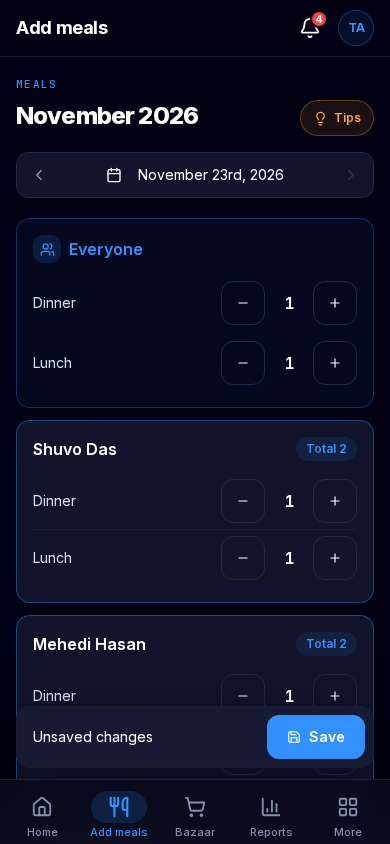 Add meals
4
TA
MEALS
November 2026
Tips
November 23rd, 2026
Everyone
Dinner
1
Lunch
1
Shuvo Das
Total 2
Dinner
1
Lunch
1
Mehedi Hasan
Total 2
Dinner
1
Unsaved changes
Save
Home
Add meals
Bazaar
Reports
More